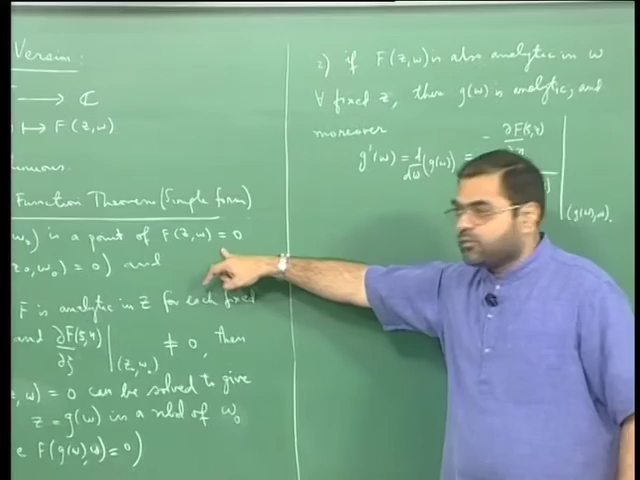 Version:
⟶ ℂ
↦ F(z,w)
Function Theorem (Simple form)
w₀) is a point of F(z,w) = 0
z₀,w₀) = 0) and
F is analytic in z for each fixed
and ∂F(ζ,η)/∂ζ |(z₀,w₀) ≠ 0, then
z,w) = 0 can be solved to give
z = g(w) in a nbd of w₀
e F(g(w),w) = 0)
2) if F(z,w) is also analytic in w
∀ fixed z, then g(w) is analytic, and
moreover
g'(w) = d/dw (g(w)) = - ∂F(ζ,η)/∂η |(g(w),w).